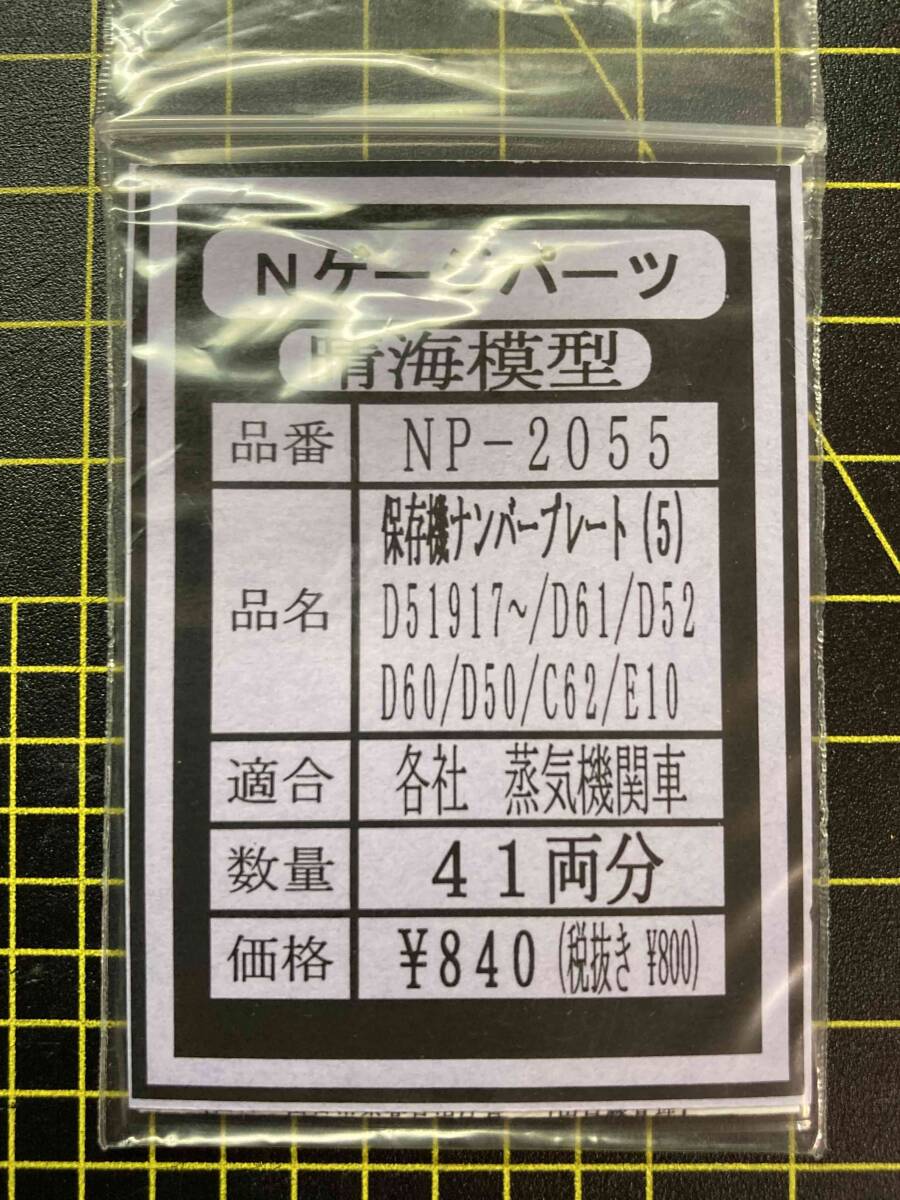 Nゲージパーツ
晴海模型
品番 NP-2055
品名 保存機ナンバープレート(5)
D51917~/D61/D52
D60/D50/C62/E10
適合 各社 蒸気機関車
数量 41両分
価格 ¥840(税抜き ¥800)